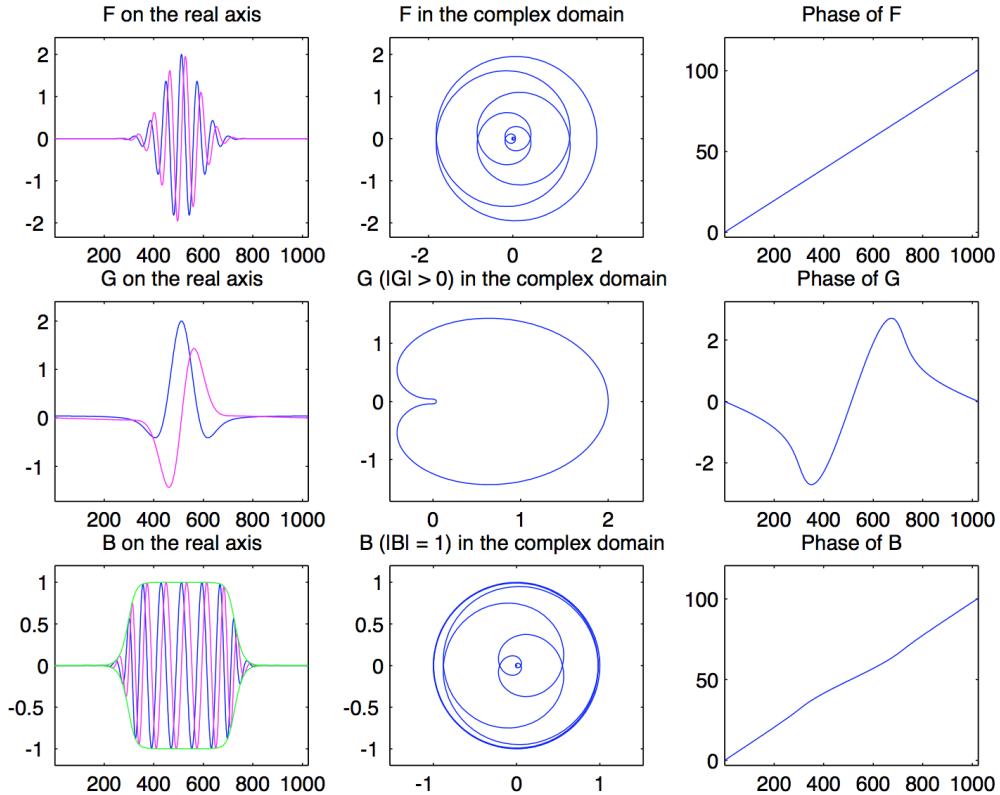 F on the real axis
F in the complex domain
Phase of F
2
1
0
-1
-2
200 400 600 800 1000
-2 0 2
100
50
0
200 400 600 800 1000
G on the real axis
G (|G| > 0) in the complex domain
Phase of G
2
1
0
-1
200 400 600 800 1000
1
0
-1
0 1 2
2
0
-2
200 400 600 800 1000
B on the real axis
B (|B| = 1) in the complex domain
Phase of B
1
0.5
0
-0.5
-1
200 400 600 800 1000
1
0.5
0
-0.5
-1
-1 0 1
100
50
0
200 400 600 800 1000